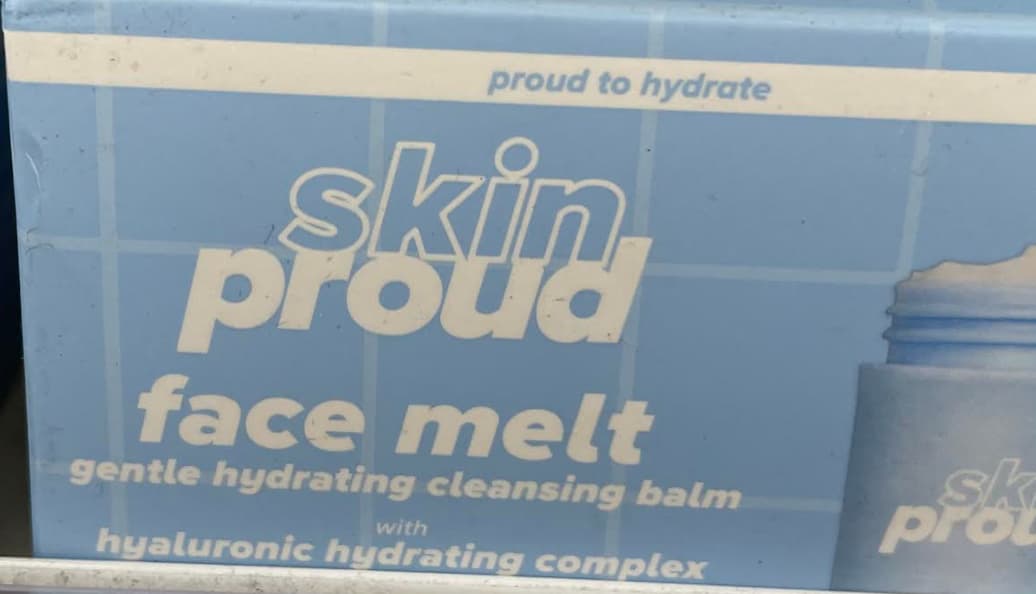 proud to hydrate
skin
proud
face melt
gentle hydrating cleansing balm
with
hyaluronic hydrating complex